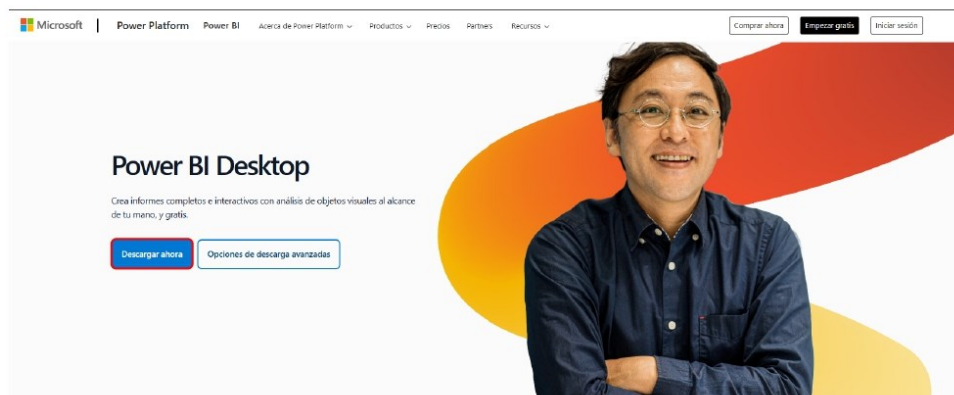 Microsoft Power Platform Power BI Acerca de Power Platform Productos Precios Partners Recursos Comprar ahora Empezar gratis Iniciar sesión
Power BI Desktop
Crea informes completos e interactivos con análisis de objetos visuales al alcance
de tu mano, y gratis.
Descargar ahora Opciones de descarga avanzadas